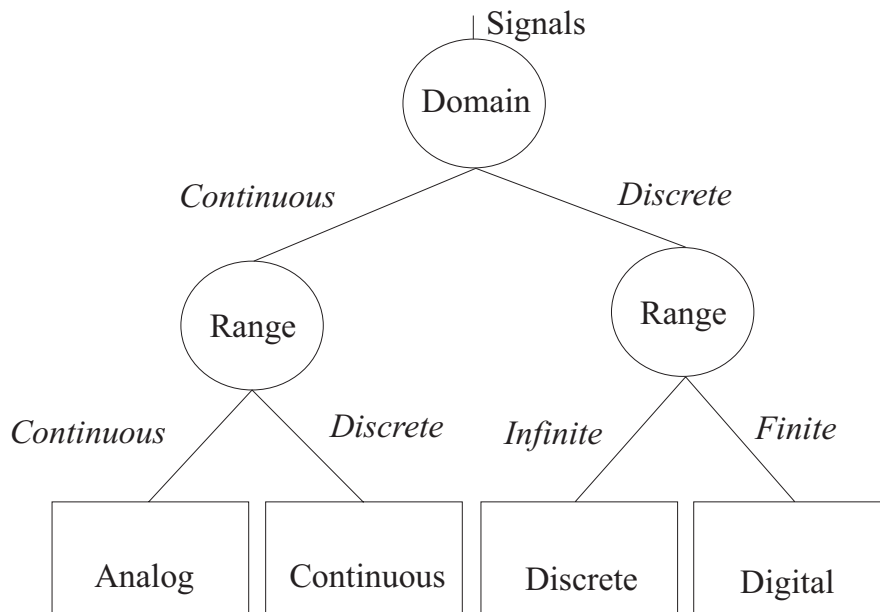 Signals
Domain
Continuous
Discrete
Range
Range
Continuous
Discrete
Infinite
Finite
Analog
Continuous
Discrete
Digital